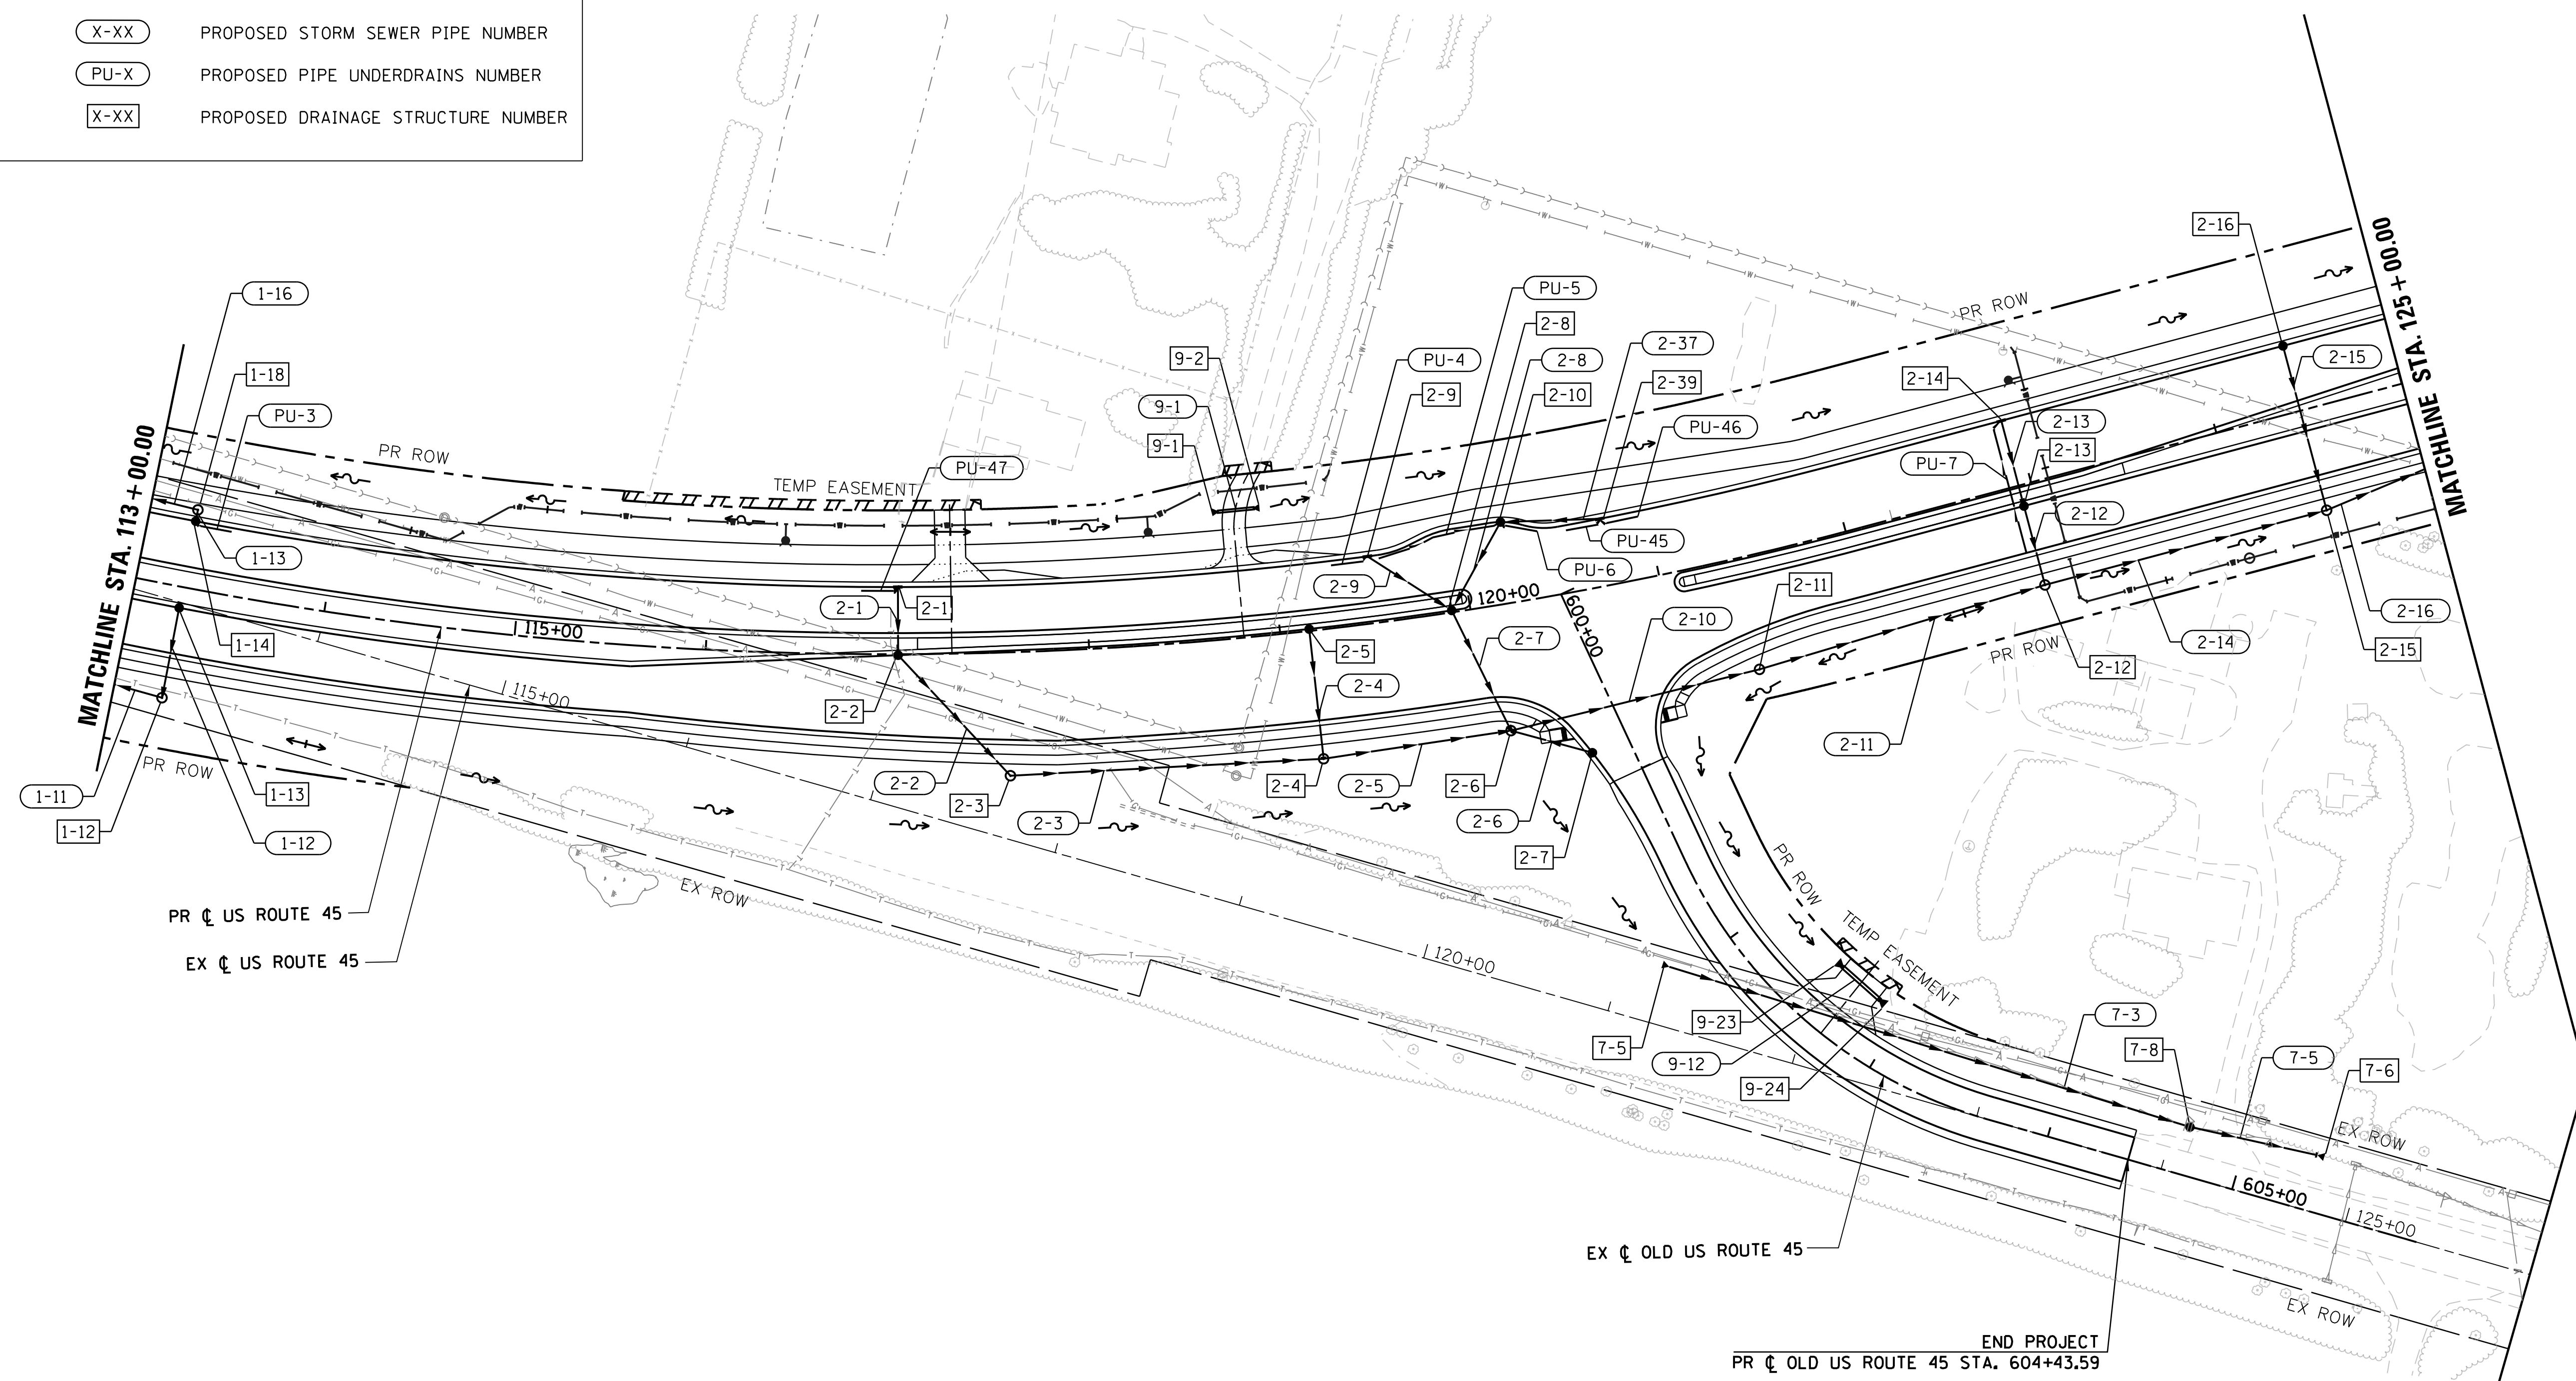 X-XX PROPOSED STORM SEWER PIPE NUMBER
PU-X PROPOSED PIPE UNDERDRAINS NUMBER
X-XX PROPOSED DRAINAGE STRUCTURE NUMBER
MATCHLINE STA. 113+00.00
1-16
1-18
PU-3
PR ROW
1-13
1-14
115+00
115+00
PR ROW
1-11
1-12
1-13
1-12
PR ℄ US ROUTE 45
EX ℄ US ROUTE 45
EX ROW
TEMP EASEMENT
PU-47
2-1
2-1
2-2
2-2
2-3
2-3
9-2
9-1
9-1
PU-5
2-8
PU-4
2-8
2-9
2-10
2-37
2-39
PU-46
PU-45
PU-6
2-9
120+00
600+00
2-5
2-4
2-7
2-10
2-4
2-5
2-6
2-6
2-7
120+00
PR ROW
2-16
MATCHLINE STA. 125+00.00
MATCHLINE
2-15
2-14
2-13
2-13
PU-7
2-12
2-11
2-16
2-14
2-15
2-12
PR ROW
2-11
PR ROW
TEMP EASEMENT
9-23
7-5
9-12
9-24
7-3
7-8
7-5
7-6
EX ROW
605+00
125+00
EX ℄ OLD US ROUTE 45
EX ROW
END PROJECT
PR ℄ OLD US ROUTE 45 STA. 604+43.59